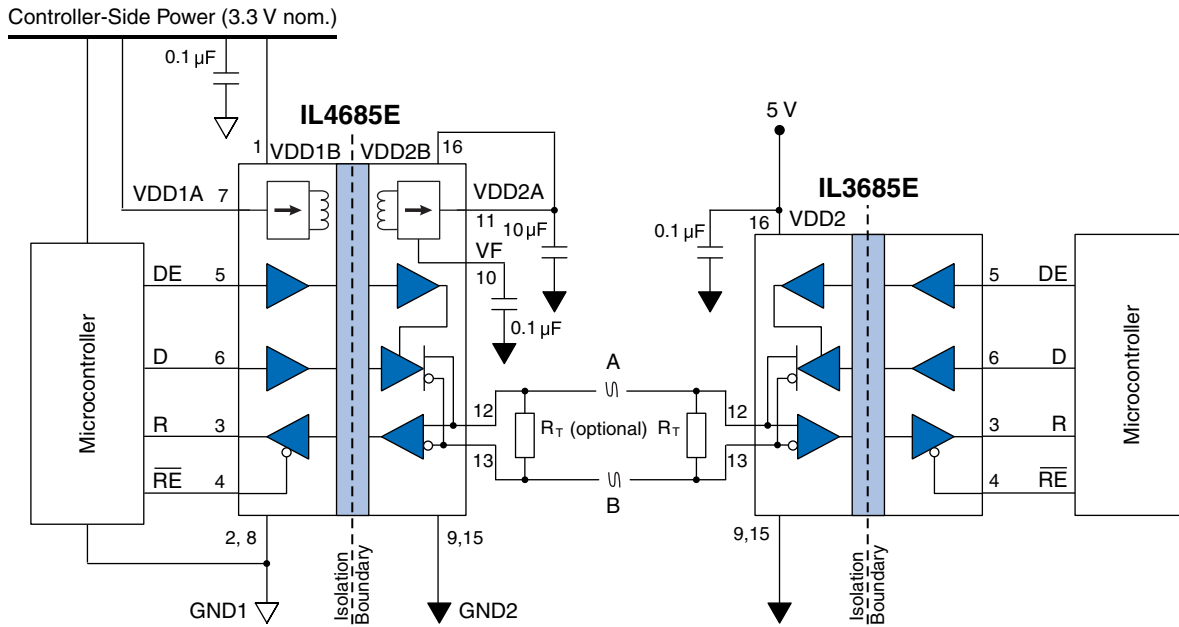 Controller-Side Power (3.3 V nom.)
0.1 µF
IL4685E
1
VDD1B
VDD2B
16
VDD1A
7
VDD2A
11
10 µF
VF
10
0.1 µF
Microcontroller
DE
5
D
6
R
3
RE
4
2, 8
9,15
GND1
GND2
Isolation
Boundary
A
12
13
R_T (optional)
R_T
B
12
13
5 V
IL3685E
0.1 µF
16
VDD2
5
DE
6
D
3
R
4
RE
Microcontroller
9,15
Isolation
Boundary